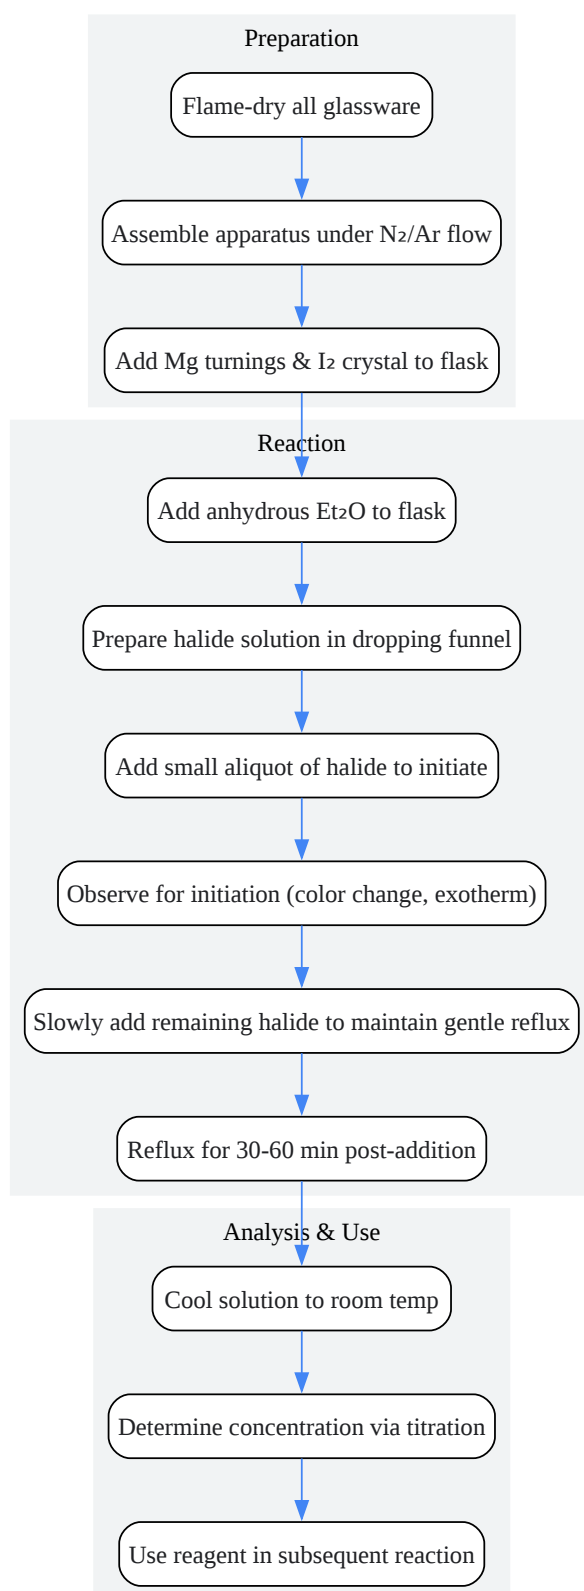 Preparation
Flame-dry all glassware
Assemble apparatus under N₂/Ar flow
Add Mg turnings & I₂ crystal to flask
Reaction
Add anhydrous Et₂O to flask
Prepare halide solution in dropping funnel
Add small aliquot of halide to initiate
Observe for initiation (color change, exotherm)
Slowly add remaining halide to maintain gentle reflux
Reflux for 30-60 min post-addition
Analysis & Use
Cool solution to room temp
Determine concentration via titration
Use reagent in subsequent reaction